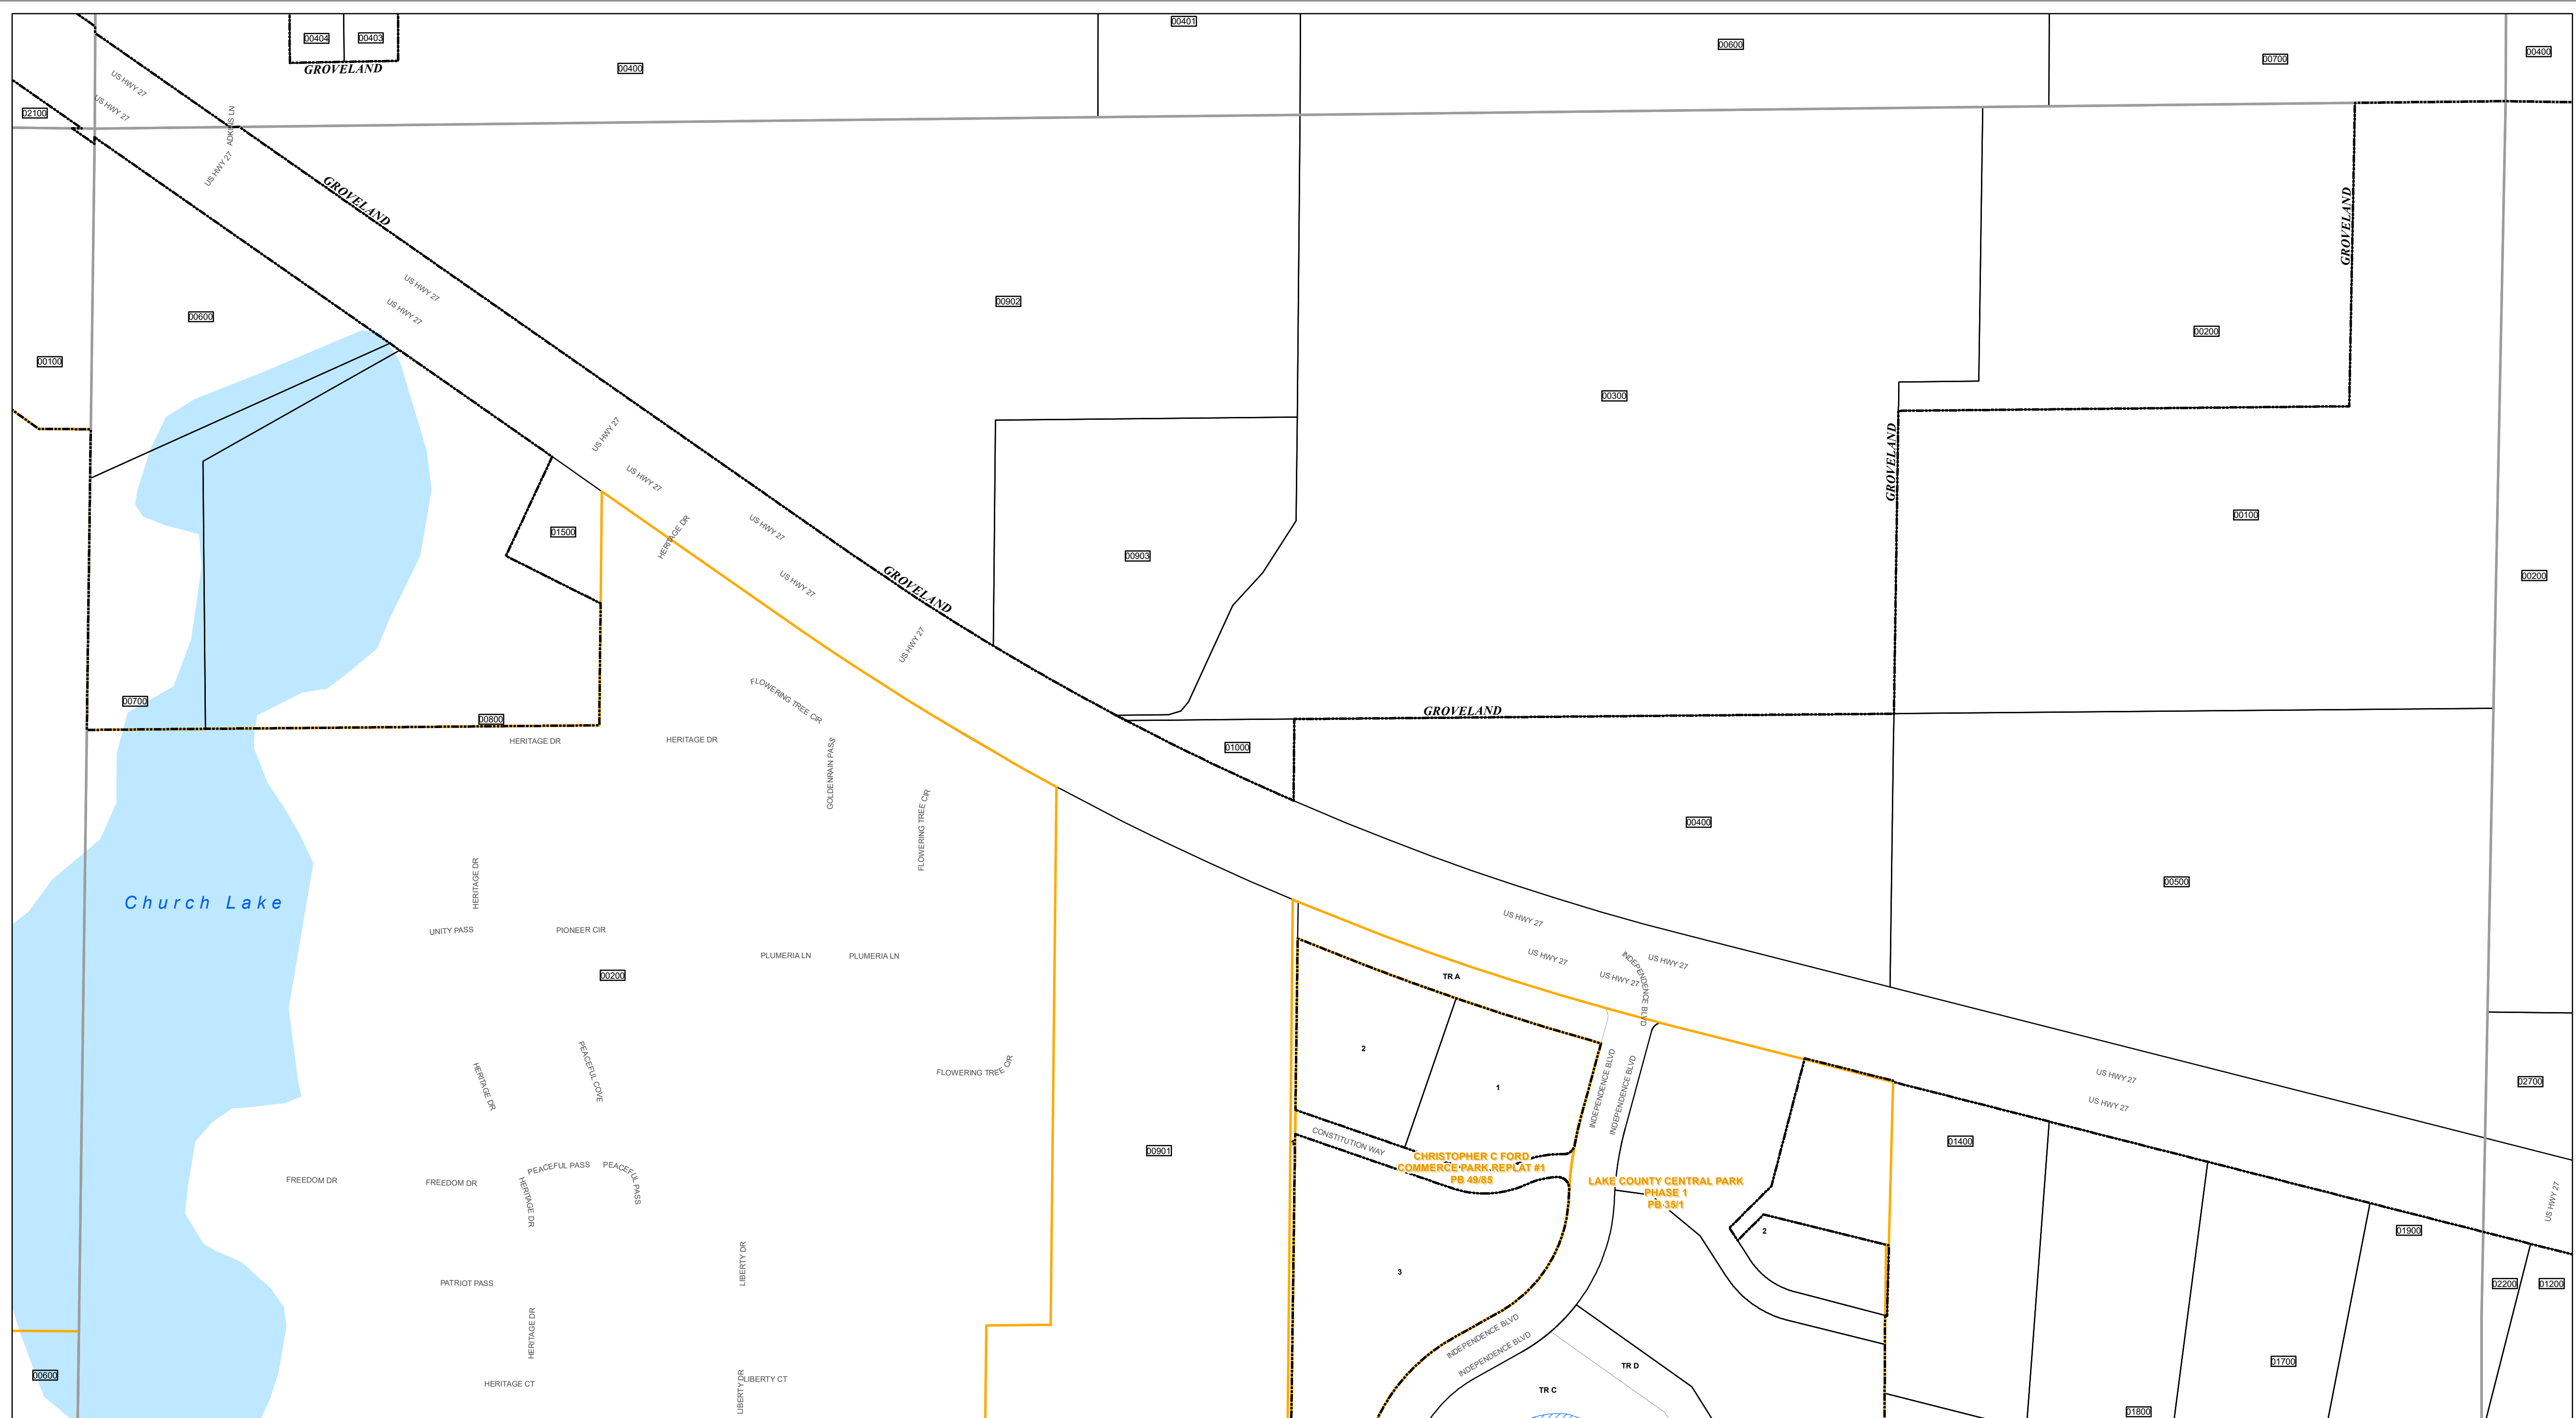 00401
00404
00403
00600
00400
00700
00400
GROVELAND
US HWY 27
US HWY 27
02100
ADKINS LN
US HWY 27
GROVELAND
GROVELAND
US HWY 27
US HWY 27
00902
00600
00200
00100
00300
US HWY 27
GROVELAND
US HWY 27
US HWY 27
HERITAGE DR
01500
00100
00903
US HWY 27
GROVELAND
00200
US HWY 27
FLOWERING TREE CIR
00700
00800
GROVELAND
HERITAGE DR
HERITAGE DR
01000
GOLDENRAIN PASS
FLOWERING TREE CIR
00400
HERITAGE DR
00500
Church Lake
US HWY 27
UNITY PASS
PIONEER CIR
PLUMERIA LN
PLUMERIA LN
US HWY 27
US HWY 27
US HWY 27
INDEPENDENCE BLVD
00200
TR A
2
1
PEACEFUL COVE
HERITAGE DR
FLOWERING TREE CIR
INDEPENDENCE BLVD
INDEPENDENCE BLVD
US HWY 27
US HWY 27
02700
CONSTITUTION WAY
00901
01400
CHRISTOPHER C FORD
COMMERCE PARK REPLAT #1
PB 49/85
LAKE COUNTY CENTRAL PARK
PHASE 1
PB 35/1
FREEDOM DR
FREEDOM DR
PEACEFUL PASS
PEACEFUL PASS
HERITAGE DR
US HWY 27
2
01900
LIBERTY DR
3
PATRIOT PASS
02200
01200
HERITAGE DR
INDEPENDENCE BLVD
INDEPENDENCE BLVD
TR D
01700
00600
HERITAGE CT
LIBERTY DR
LIBERTY CT
TR C
01800